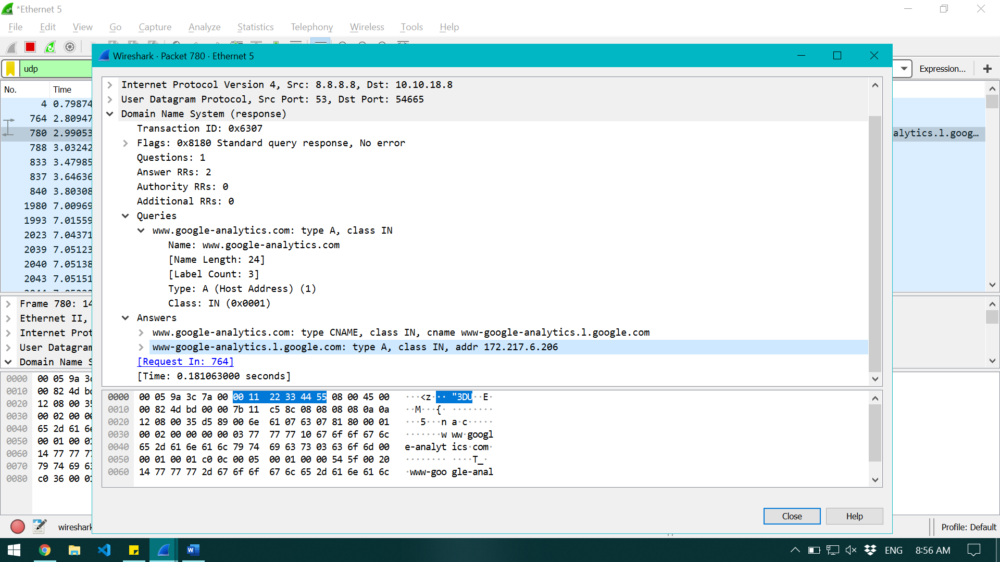 *Ethernet 5
File Edit View Go Capture Analyze Statistics Telephony Wireless Tools Help
Wireshark · Packet 780 · Ethernet 5
udp
Expression...
No. Time
4 0.79874
764 2.80947
780 2.99053
alytics.l.goog...
788 3.03242
833 3.47985
837 3.64636
840 3.80308
1980 7.00969
1993 7.01559
2023 7.04371
2039 7.05123
2040 7.05138
2043 7.05151
Frame 780: 14
Ethernet II,
Internet Prot
User Datagram
Domain Name S
0000 00 05 9a 3c
0010 00 82 4d bd
0020 12 08 00 35
0030 00 02 00 00
0040 65 2d 61 6e
0050 00 01 00 01
0060 14 77 77 77
0070 79 74 69 63
0080 c0 36 00 01
Internet Protocol Version 4, Src: 8.8.8.8, Dst: 10.10.18.8
User Datagram Protocol, Src Port: 53, Dst Port: 54665
Domain Name System (response)
Transaction ID: 0x6307
Flags: 0x8180 Standard query response, No error
Questions: 1
Answer RRs: 2
Authority RRs: 0
Additional RRs: 0
Queries
www.google-analytics.com: type A, class IN
Name: www.google-analytics.com
[Name Length: 24]
[Label Count: 3]
Type: A (Host Address) (1)
Class: IN (0x0001)
Answers
www.google-analytics.com: type CNAME, class IN, cname www-google-analytics.l.google.com
www-google-analytics.l.google.com: type A, class IN, addr 172.217.6.206
[Request In: 764]
[Time: 0.181063000 seconds]
0000 00 05 9a 3c 7a 00 00 11 22 33 44 55 08 00 45 00 ···<z··· "3DU··E·
0010 00 82 4d bd 00 00 7b 11 c5 8c 08 08 08 08 0a 0a ··M···{· ········
0020 12 08 00 35 d5 89 00 6e 61 07 63 07 81 80 00 01 ···5···n a·c·····
0030 00 02 00 00 00 00 03 77 77 77 10 67 6f 6f 67 6c ·······w ww·googl
0040 65 2d 61 6e 61 6c 79 74 69 63 73 03 63 6f 6d 00 e-analyt ics·com·
0050 00 01 00 01 c0 0c 00 05 00 01 00 00 54 5f 00 20 ········ ····T_·
0060 14 77 77 77 2d 67 6f 6f 67 6c 65 2d 61 6e 61 6c ·www-goo gle-anal
Close Help
wireshark
Profile: Default
ENG 8:56 AM